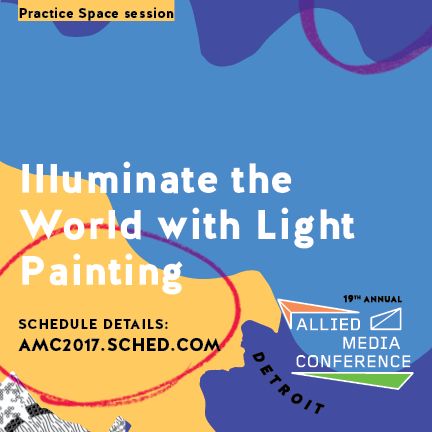 Practice Space session
Illuminate the
World with Light
Painting
SCHEDULE DETAILS:
AMC2017.SCHED.COM
19TH ANNUAL
ALLIED
MEDIA
CONFERENCE
DETROIT